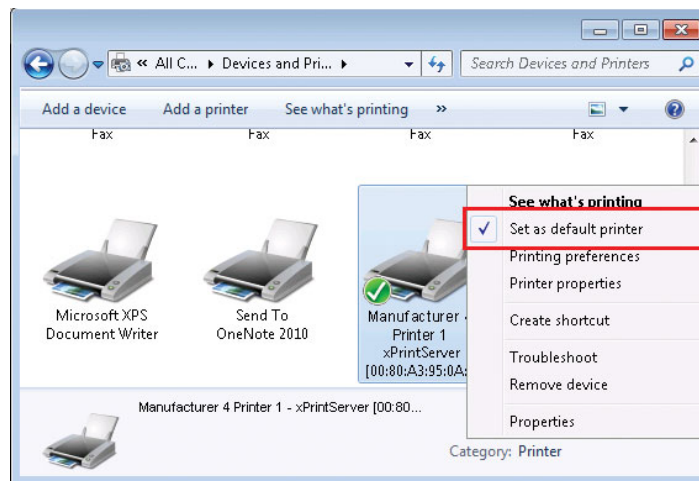 « All C... ▸ Devices and Pri... ▸
Search Devices and Printers
Add a device Add a printer See what's printing »
Fax Fax Fax Fax
See what's printing
Set as default printer
Printing preferences
Printer properties
Create shortcut
Troubleshoot
Remove device
Properties
Microsoft XPS
Document Writer
Send To
OneNote 2010
Manufacturer 4
Printer 1
xPrintServer
[00:80:A3:95:0A:
Manufacturer 4 Printer 1 - xPrintServer [00:80...
Category: Printer